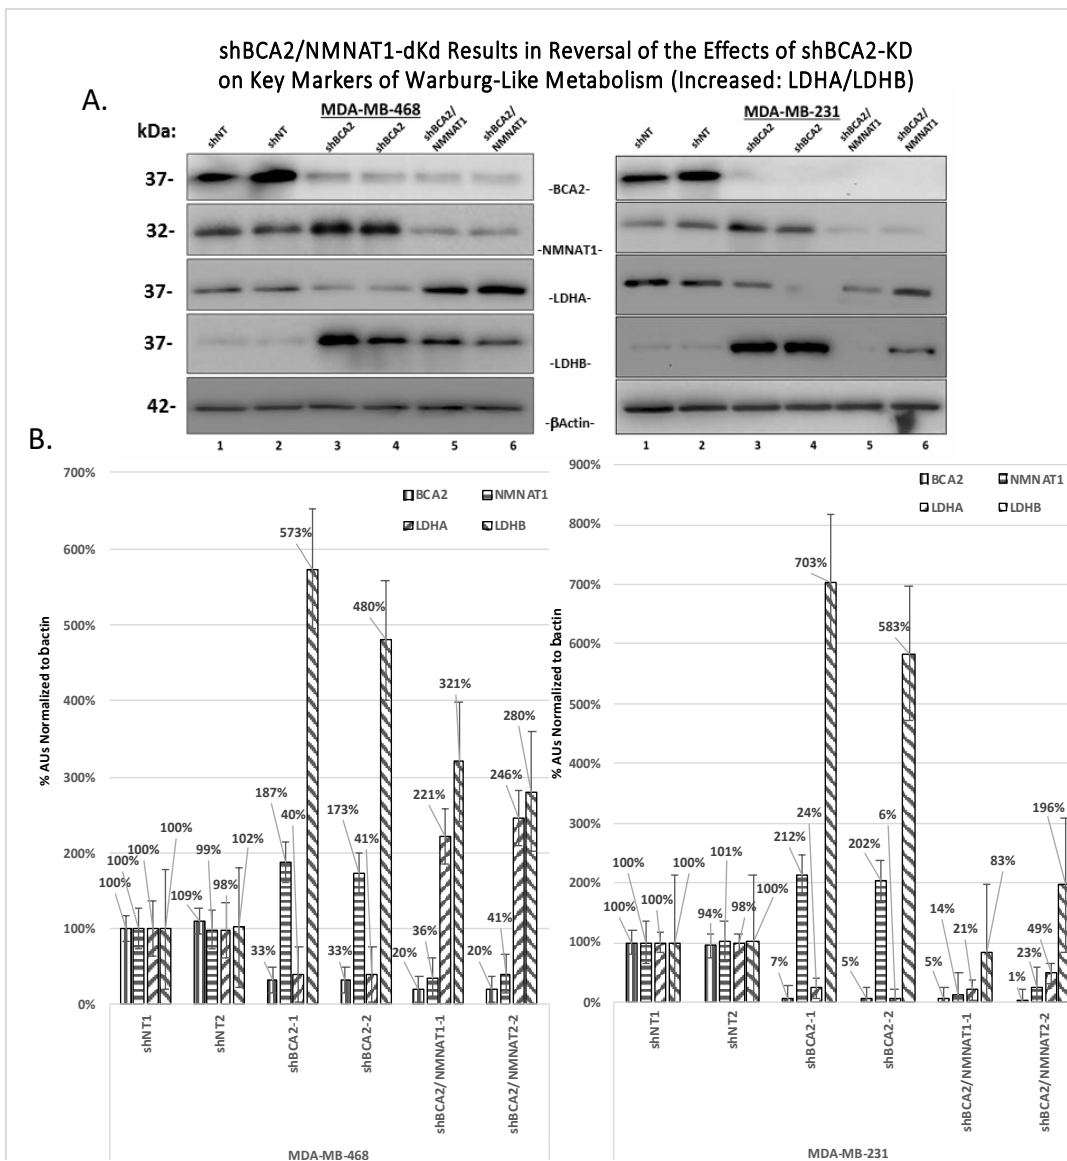 shBCA2/NMNAT1-dKd Results in Reversal of the Effects of shBCA2-KD
on Key Markers of Warburg-Like Metabolism (Increased: LDHA/LDHB)
A.
MDA-MB-468
MDA-MB-231
kDa:
shNT
shNT
shBCA2
shBCA2
shBCA2/
NMNAT1
shBCA2/
NMNAT1
shNT
shNT
shBCA2
shBCA2
shBCA2/
NMNAT1
shBCA2/
NMNAT1
37-
-BCA2-
32-
-NMNAT1-
37-
-LDHA-
37-
-LDHB-
42-
-βActin-
1 2 3 4 5 6
1 2 3 4 5 6
B.
% AUs Normalized to bactin
700%
600%
500%
400%
300%
200%
100%
0%
BCA2
NMNAT1
LDHA
LDHB
100%
100%
100%
100%
109%
99%
98%
102%
33%
187%
40%
573%
33%
173%
41%
480%
20%
36%
221%
321%
20%
41%
246%
280%
shNT1
shNT2
shBCA2-1
shBCA2-2
shBCA2/NMNAT1-1
shBCA2/NMNAT2-2
MDA-MB-468
% AUs Normalized to bactin
900%
800%
700%
600%
500%
400%
300%
200%
100%
0%
BCA2
NMNAT1
LDHA
LDHB
100%
100%
100%
100%
94%
101%
98%
100%
7%
212%
24%
703%
5%
202%
6%
583%
5%
14%
21%
83%
1%
23%
49%
196%
shNT1
shNT2
shBCA2-1
shBCA2-2
shBCA2/NMNAT1-1
shBCA2/NMNAT2-2
MDA-MB-231